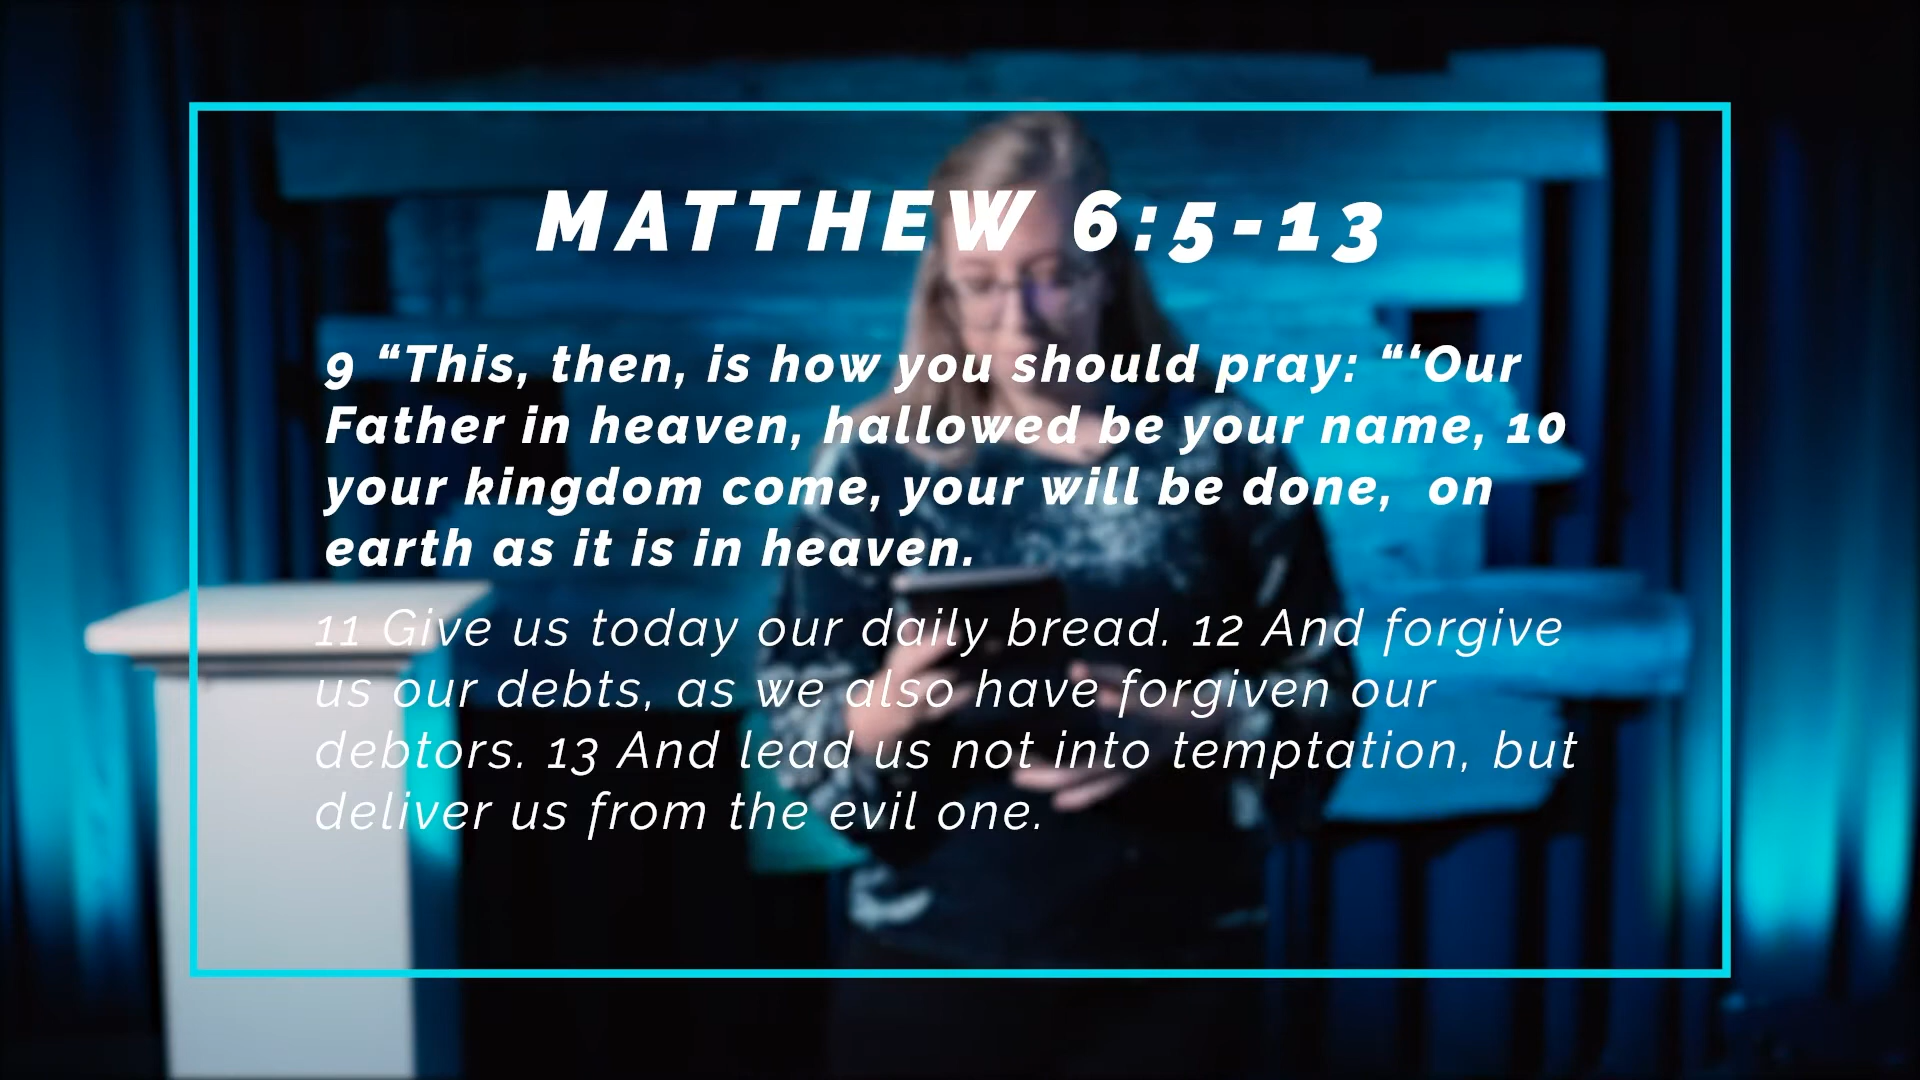 MATTHEW 6:5-13
9 “This, then, is how you should pray: “‘Our
Father in heaven, hallowed be your name, 10
your kingdom come, your will be done,  on
earth as it is in heaven.
11 Give us today our daily bread. 12 And forgive
us our debts, as we also have forgiven our
debtors. 13 And lead us not into temptation, but
deliver us from the evil one.